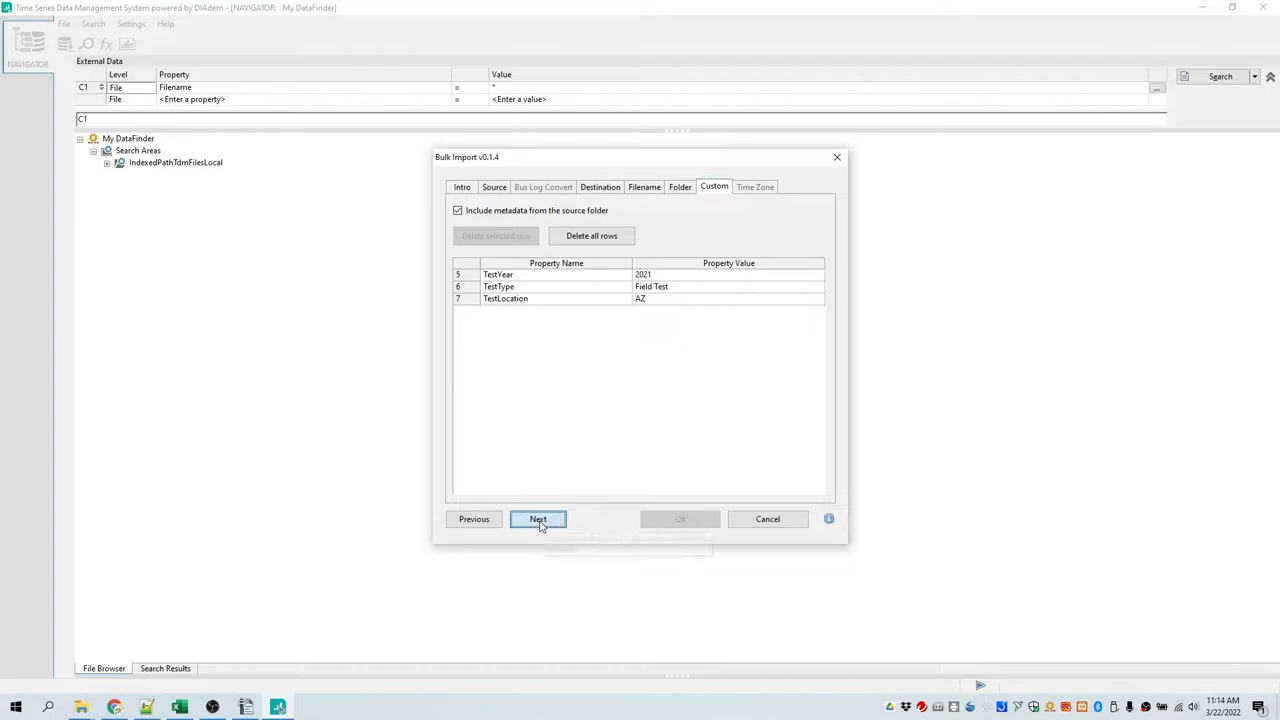 Time Series Data Management System powered by DIAdem - [NAVIGATOR: My DataFinder]
File Search Settings Help
NAVIGATOR
External Data
Level Property Value
C1 File Filename = *
File <Enter a property> = <Enter a value>
Search
...
C1
My DataFinder
Search Areas
IndexedPathTdmFilesLocal
Bulk Import v0.1.4
Intro Source Bus Log Convert Destination Filename Folder Custom Time Zone
Include metadata from the source folder
Delete selected row Delete all rows
Property Name Property Value
5 TestYear 2021
6 TestType Field Test
7 TestLocation AZ
Previous Next Ok Cancel
File Browser Search Results
11:14 AM
3/22/2022